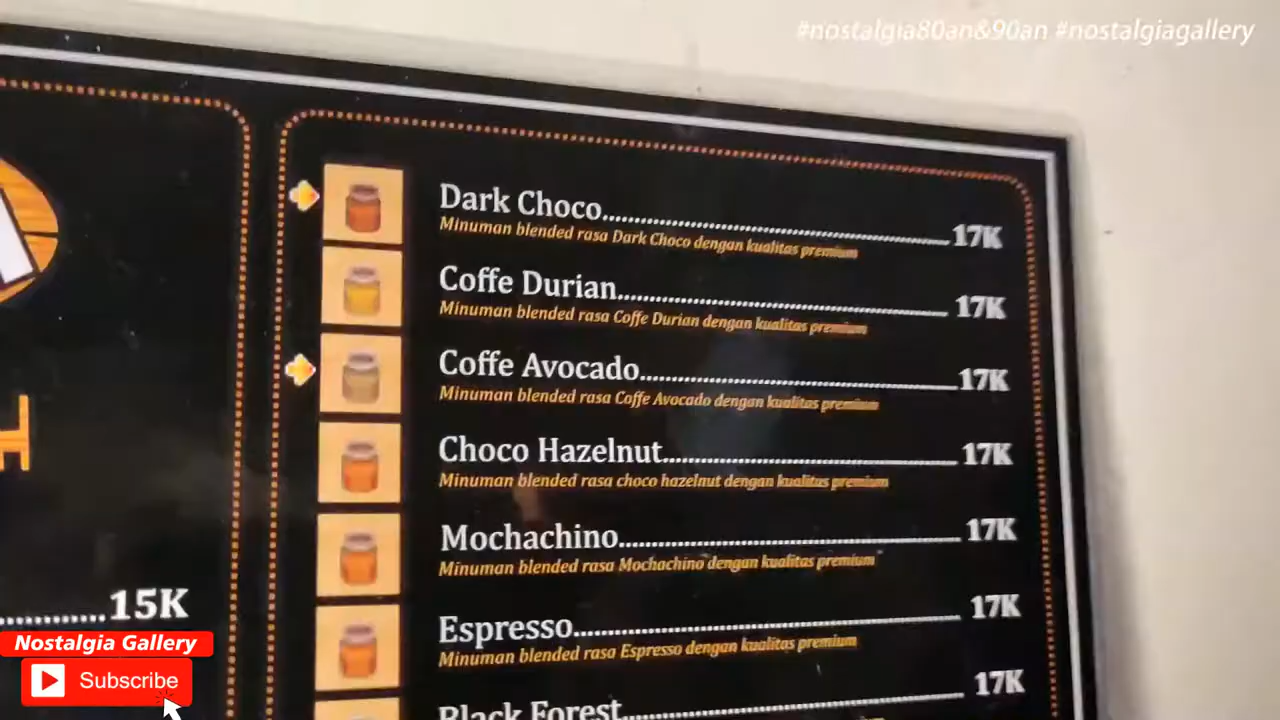 #nostalgia80an&90an #nostalgiagallery
Dark Choco 17K
Minuman blended rasa Dark Choco dengan kualitas premium
Coffe Durian 17K
Minuman blended rasa Coffe Durian dengan kualitas premium
Coffe Avocado 17K
Minuman blended rasa Coffe Avocado dengan kualitas premium
Choco Hazelnut 17K
Minuman blended rasa choco hazelnut dengan kualitas premium
Mochachino 17K
Minuman blended rasa Mochachino dengan kualitas premium
Espresso 17K
Minuman blended rasa Espresso dengan kualitas premium
Black Forest 17K
15K
Nostalgia Gallery
Subscribe